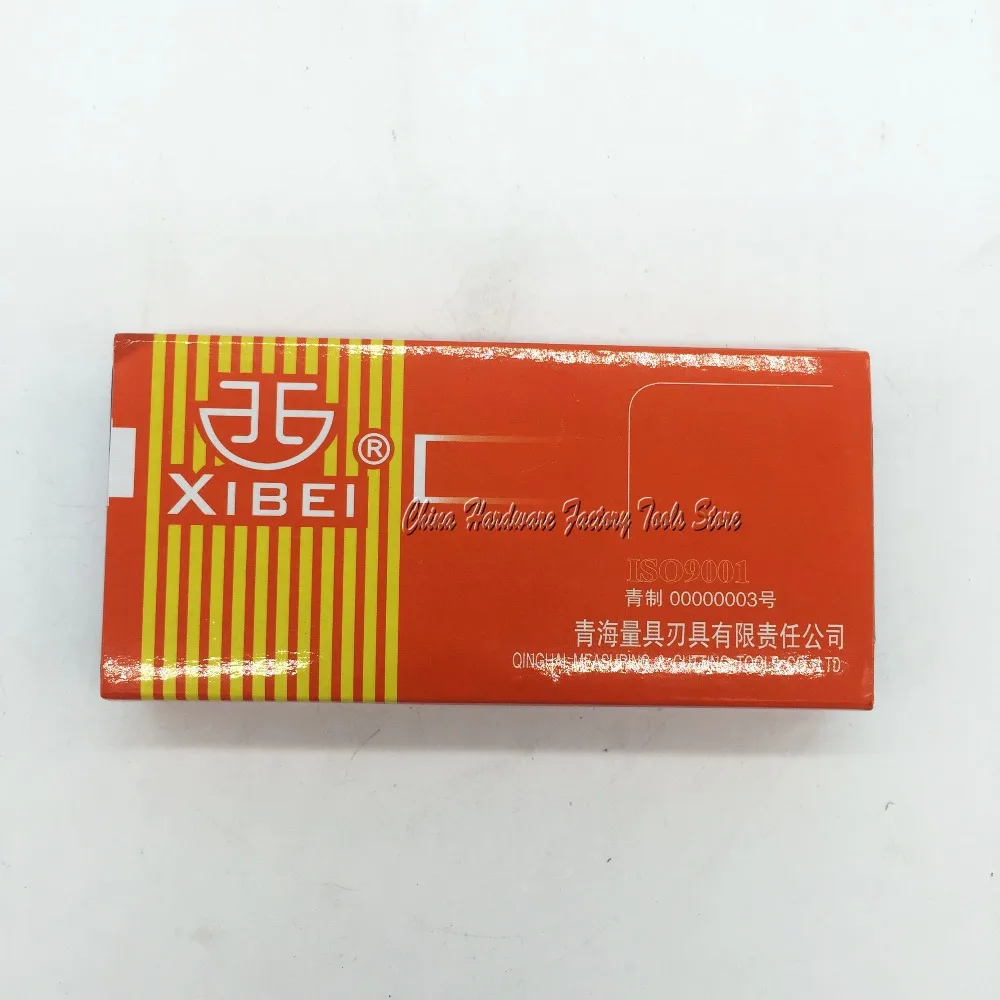 XIBEI
®
China Hardware Factory Tools Store
ISO9001
青制 00000003号
青海量具刃具有限责任公司
QINGHAI MEASURING & CUTTING TOOLS CO.,LTD